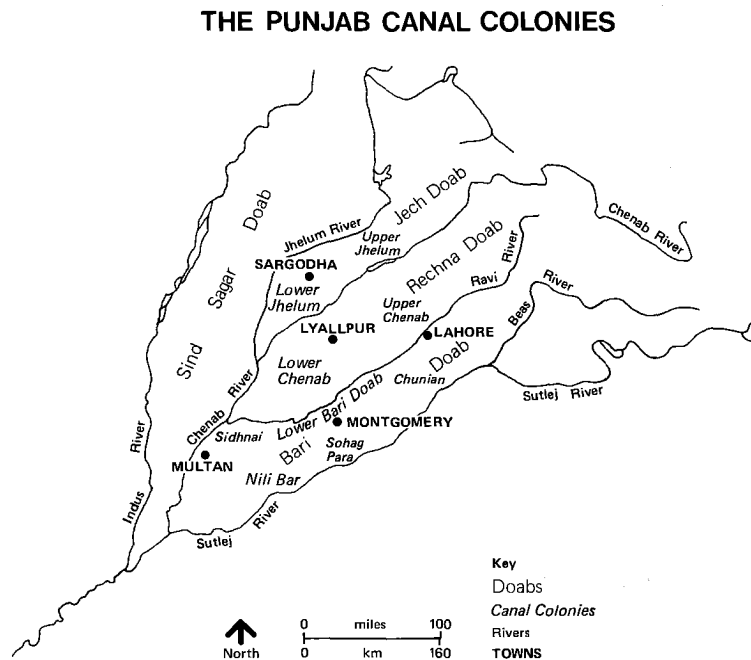 THE PUNJAB CANAL COLONIES
Sind Sagar Doab
Jech Doab
Chenab River
Jhelum River
Upper
Jhelum
Rechna Doab
SARGODHA
Lower
Jhelum
Upper
Chenab
Ravi River
Beas River
LYALLPUR
LAHORE
Lower
Chenab
Chunian
Sutlej River
Chenab River
Lower Bari Doab
Sidhnai
MONTGOMERY
Bari Doab
Sohag
Para
MULTAN
Nili Bar
Indus River
Sutlej River
Key
Doabs
Canal Colonies
Rivers
TOWNS
North
0 miles 100
0 km 160